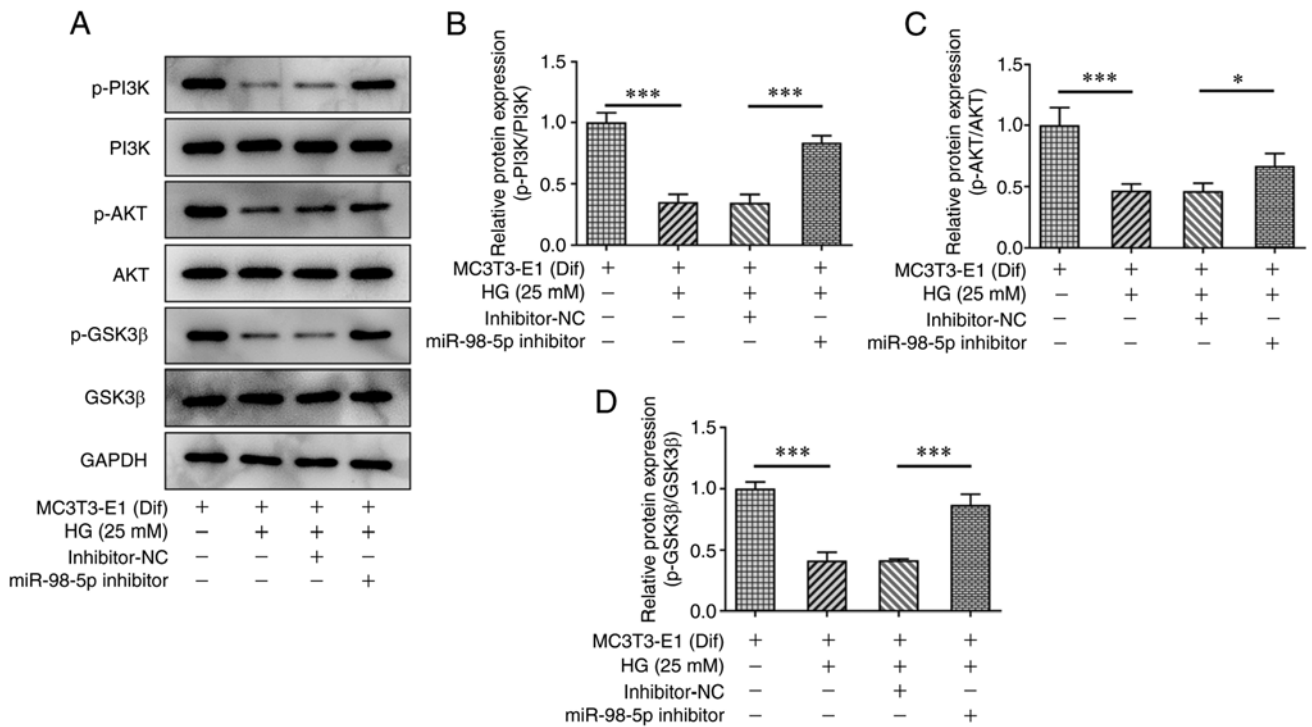 A
p-PI3K
PI3K
p-AKT
AKT
p-GSK3β
GSK3β
GAPDH
MC3T3-E1 (Dif) + + + +
HG (25 mM) − + + +
Inhibitor-NC − − + −
miR-98-5p inhibitor − − − +
B
Relative protein expression
(p-PI3K/PI3K)
1.5
1.0
0.5
0.0
*** ***
MC3T3-E1 (Dif) + + + +
HG (25 mM) − + + +
Inhibitor-NC − − + −
miR-98-5p inhibitor − − − +
C
Relative protein expression
(p-AKT/AKT)
1.5
1.0
0.5
0.0
*** *
MC3T3-E1 (Dif) + + + +
HG (25 mM) − + + +
Inhibitor-NC − − + −
miR-98-5p inhibitor − − − +
D
Relative protein expression
(p-GSK3β/GSK3β)
1.5
1.0
0.5
0.0
*** ***
MC3T3-E1 (Dif) + + + +
HG (25 mM) − + + +
Inhibitor-NC − − + −
miR-98-5p inhibitor − − − +